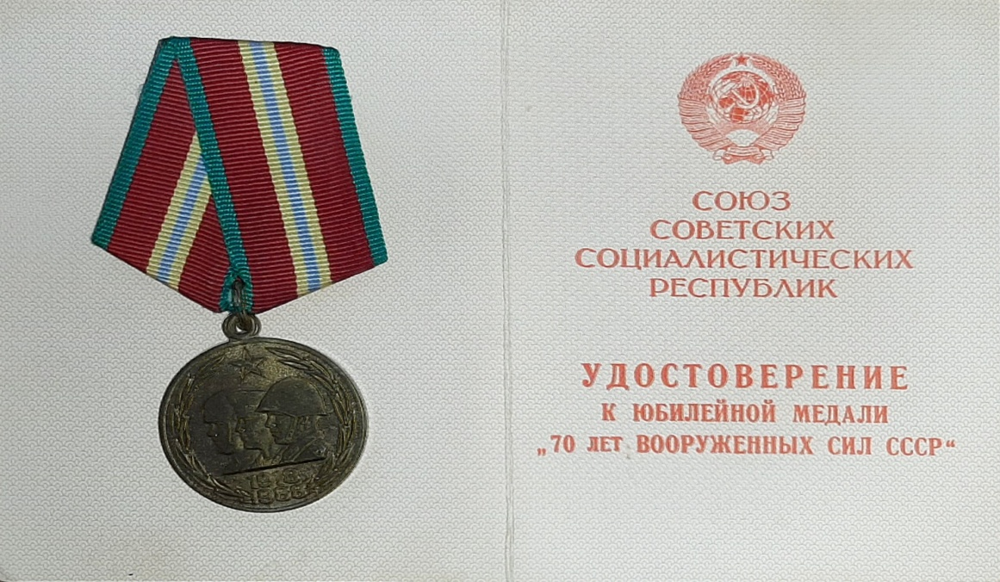 1918
1988
СОЮЗ
СОВЕТСКИХ
СОЦИАЛИСТИЧЕСКИХ
РЕСПУБЛИК
УДОСТОВЕРЕНИЕ
К ЮБИЛЕЙНОЙ МЕДАЛИ
„70 ЛЕТ ВООРУЖЕННЫХ СИЛ СССР“